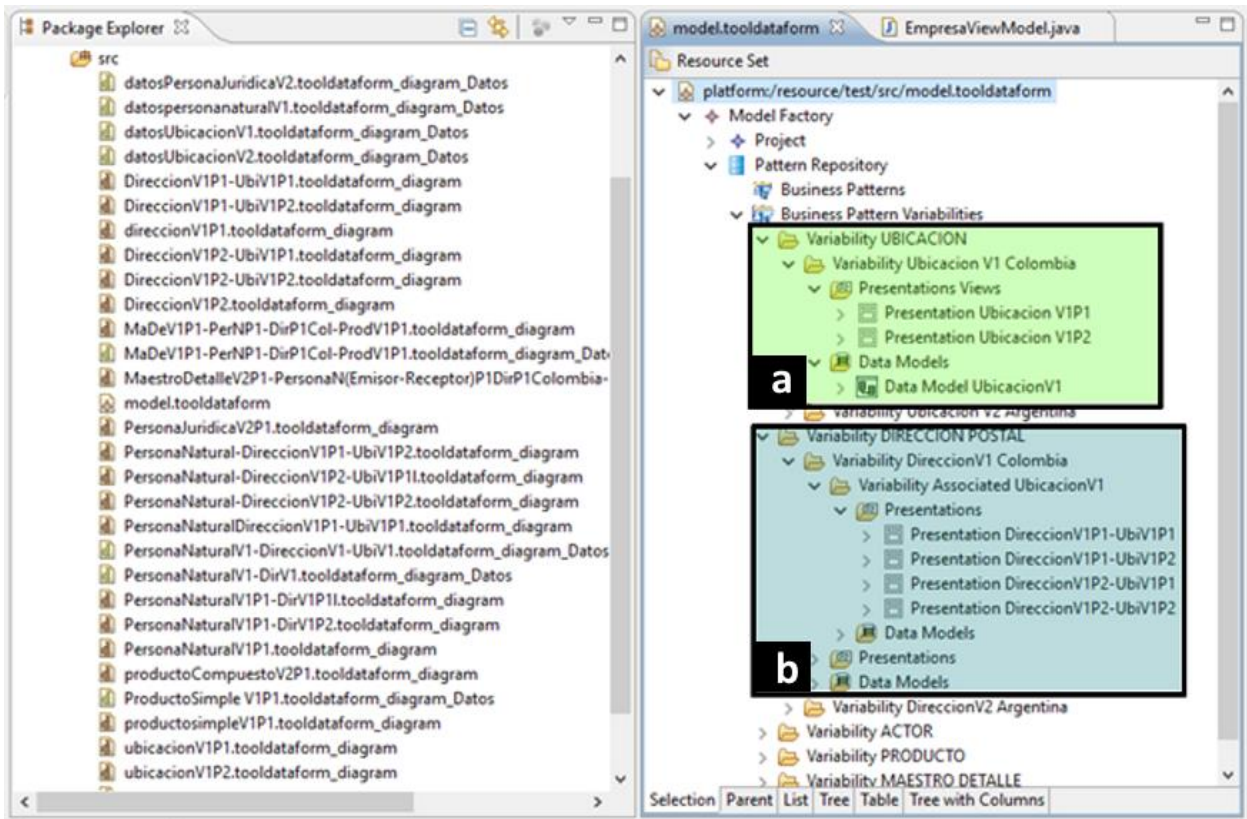 Package Explorer
src
datosPersonaJuridicaV2.tooldataform_diagram_Datos
datospersonanaturalV1.tooldataform_diagram_Datos
datosUbicacionV1.tooldataform_diagram_Datos
datosUbicacionV2.tooldataform_diagram_Datos
DireccionV1P1-UbiV1P1.tooldataform_diagram
DireccionV1P1-UbiV1P2.tooldataform_diagram
direccionV1P1.tooldataform_diagram
DireccionV1P2-UbiV1P1.tooldataform_diagram
DireccionV1P2-UbiV1P2.tooldataform_diagram
DireccionV1P2.tooldataform_diagram
MaDeV1P1-PerNP1-DirP1Col-ProdV1P1.tooldataform_diagram
MaDeV1P1-PerNP1-DirP1Col-ProdV1P1.tooldataform_diagram_Dat
MaestroDetalleV2P1-PersonaN(Emisor-Receptor)P1DirP1Colombia-
model.tooldataform
PersonaJuridicaV2P1.tooldataform_diagram
PersonaNatural-DireccionV1P1-UbiV1P2.tooldataform_diagram
PersonaNatural-DireccionV1P2-UbiV1P1I.tooldataform_diagram
PersonaNatural-DireccionV1P2-UbiV1P2.tooldataform_diagram
PersonaNaturalDireccionV1P1-UbiV1P1.tooldataform_diagram
PersonaNaturalV1-DireccionV1-UbiV1.tooldataform_diagram_Datos
PersonaNaturalV1-DirV1.tooldataform_diagram_Datos
PersonaNaturalV1P1-DirV1P1I.tooldataform_diagram
PersonaNaturalV1P1-DirV1P2.tooldataform_diagram
PersonaNaturalV1P1.tooldataform_diagram
productoCompuestoV2P1.tooldataform_diagram
ProductoSimple V1P1.tooldataform_diagram_Datos
productosimpleV1P1.tooldataform_diagram
ubicacionV1P1.tooldataform_diagram
ubicacionV1P2.tooldataform_diagram
model.tooldataform
EmpresaViewModel.java
Resource Set
platform:/resource/test/src/model.tooldataform
Model Factory
Project
Pattern Repository
Business Patterns
Business Pattern Variabilities
Variability UBICACION
Variability Ubicacion V1 Colombia
Presentations Views
Presentation Ubicacion V1P1
Presentation Ubicacion V1P2
Data Models
a
Data Model UbicacionV1
Variability Ubicacion V2 Argentina
Variability DIRECCION POSTAL
Variability DireccionV1 Colombia
Variability Associated UbicacionV1
Presentations
Presentation DireccionV1P1-UbiV1P1
Presentation DireccionV1P1-UbiV1P2
Presentation DireccionV1P2-UbiV1P1
Presentation DireccionV1P2-UbiV1P2
Data Models
b
Presentations
Data Models
Variability DireccionV2 Argentina
Variability ACTOR
Variability PRODUCTO
Variability MAESTRO DETALLE
Selection Parent List Tree Table Tree with Columns